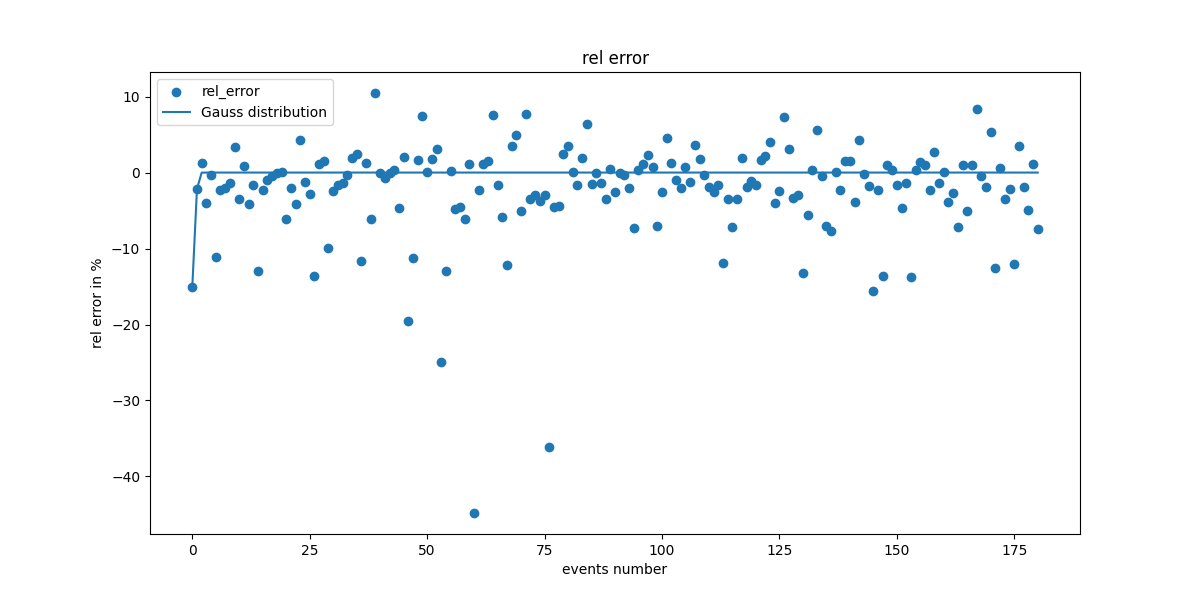 rel error
rel_error
Gauss distribution
10
0
−10
−20
−30
−40
rel error in %
0 25 50 75 100 125 150 175
events number